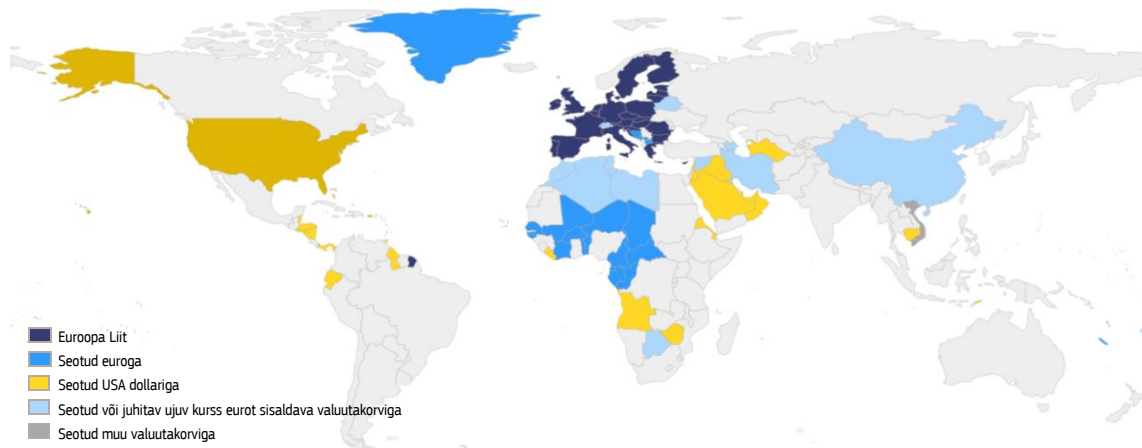 Euroopa Liit
Seotud euroga
Seotud USA dollariga
Seotud või juhitav ujuv kurss eurot sisaldava valuutakorviga
Seotud muu valuutakorviga